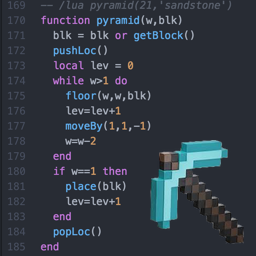 169 -- /lua pyramid(21,'sandstone')
170 function pyramid(w,blk)
171   blk = blk or getBlock()
172   pushLoc()
173   local lev = 0
174   while w>1 do
175     floor(w,w,blk)
176     lev=lev+1
177     moveBy(1,1,-1)
178     w=w-2
179   end
180   if w==1 then
181     place(blk)
182     lev=lev+1
183   end
184   popLoc()
185 end